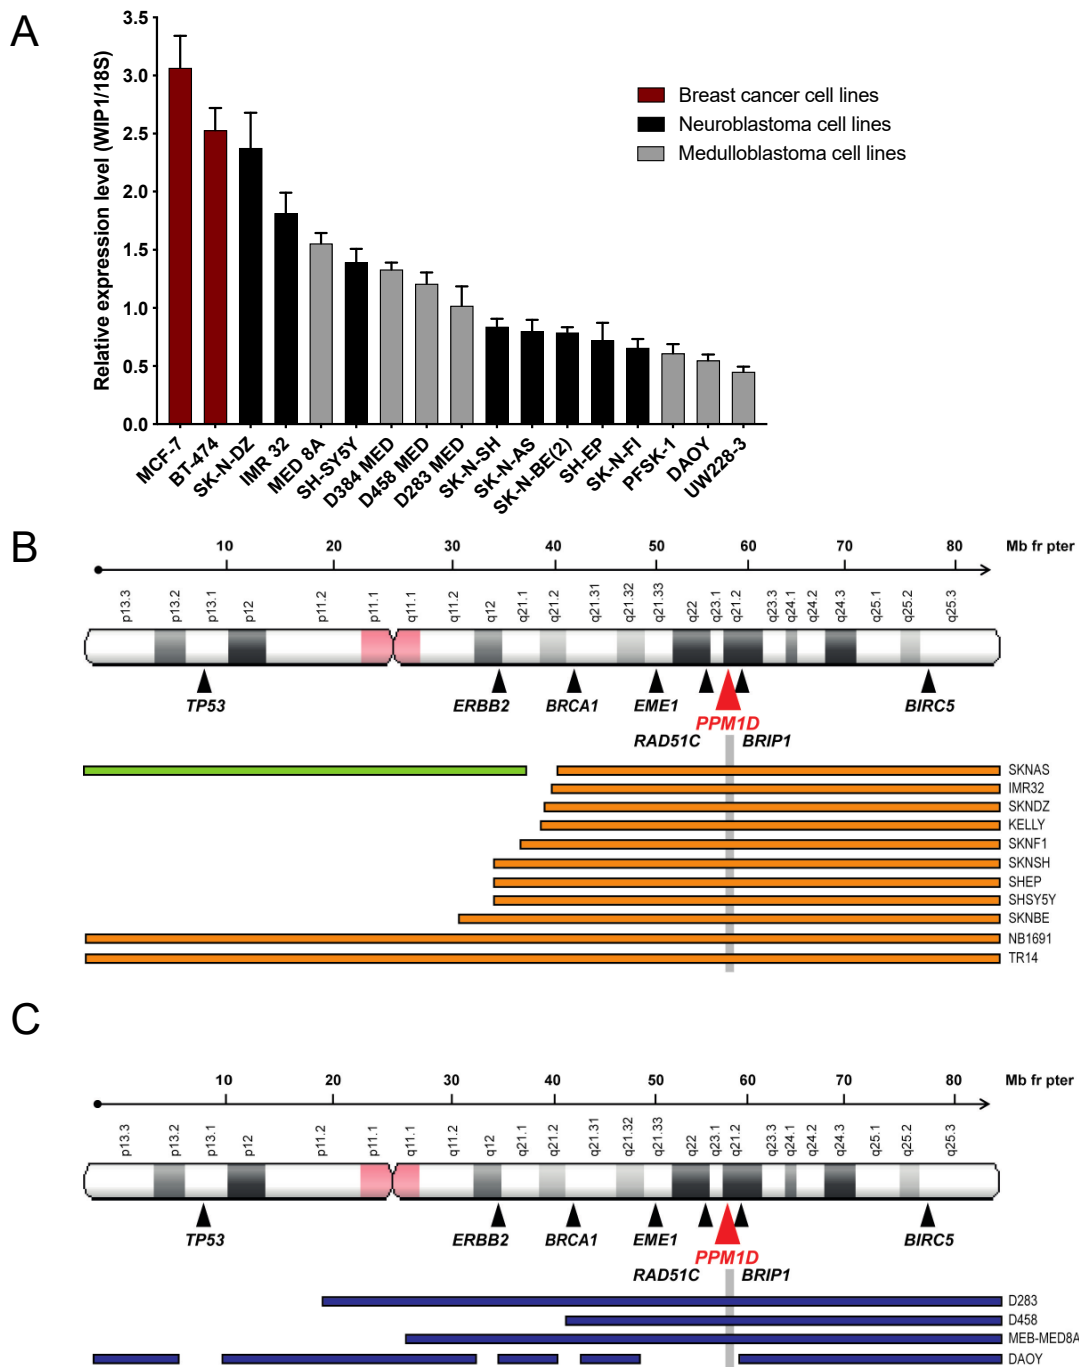 A
Relative expression level (WIP1/18S)
3.5
3.0
2.5
2.0
1.5
1.0
0.5
0.0
Breast cancer cell lines
Neuroblastoma cell lines
Medulloblastoma cell lines
MCF-7
BT-474
SK-N-DZ
IMR 32
MED 8A
SH-SY5Y
D384 MED
D458 MED
D283 MED
SK-N-SH
SK-N-AS
SK-N-BE(2)
SH-EP
SK-N-FI
PFSK-1
DAOY
UW228-3
B
10 20 30 40 50 60 70 80 Mb fr pter
p13.3 p13.2 p13.1 p12 p11.2 p11.1 q11.1 q11.2 q12 q21.1 q21.2 q21.31 q21.32 q21.33 q22 q23.1 q21.2 q23.3 q24.1 q24.2 q24.3 q25.1 q25.2 q25.3
TP53 ERBB2 BRCA1 EME1 BIRC5
PPM1D
RAD51C BRIP1
SKNAS
IMR32
SKNDZ
KELLY
SKNF1
SKNSH
SHEP
SHSY5Y
SKNBE
NB1691
TR14
C
10 20 30 40 50 60 70 80 Mb fr pter
p13.3 p13.2 p13.1 p12 p11.2 p11.1 q11.1 q11.2 q12 q21.1 q21.2 q21.31 q21.32 q21.33 q22 q23.1 q21.2 q23.3 q24.1 q24.2 q24.3 q25.1 q25.2 q25.3
TP53 ERBB2 BRCA1 EME1 BIRC5
PPM1D
RAD51C BRIP1
D283
D458
MEB-MED8A
DAOY